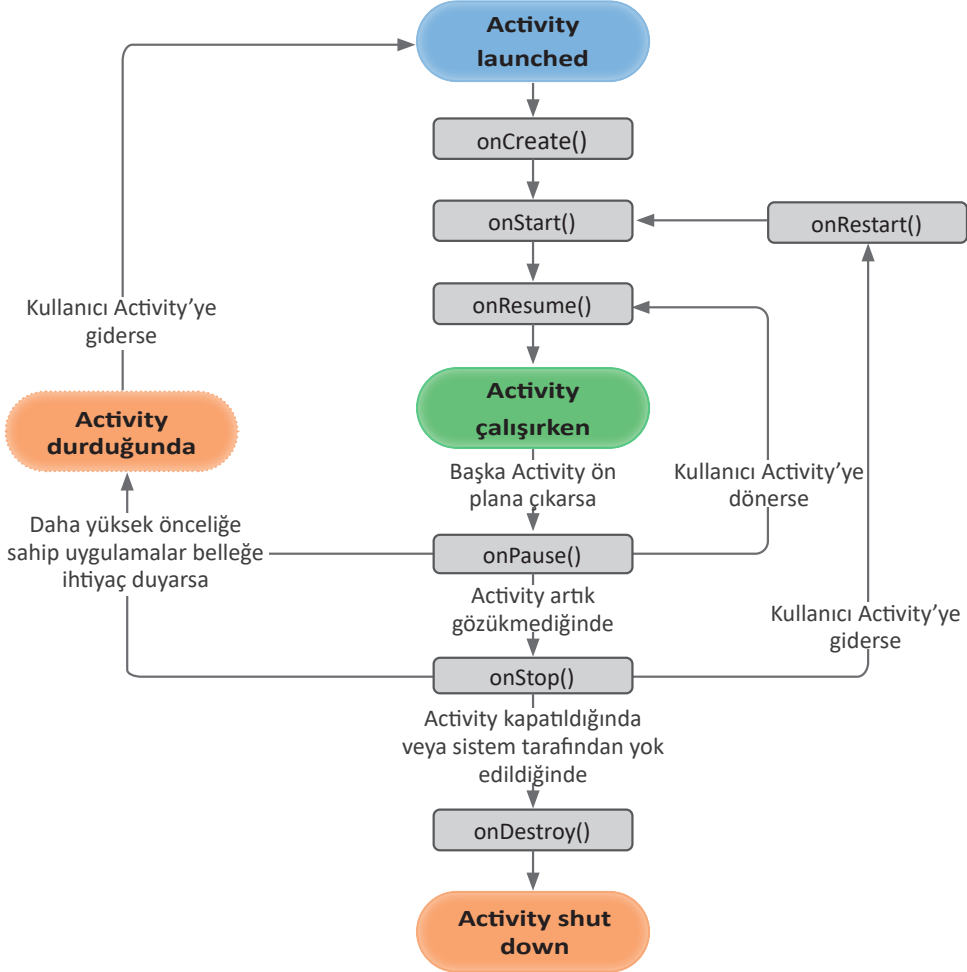 Activity
launched
onCreate()
onStart()
onRestart()
onResume()
Kullanıcı Activity’ye
giderse
Activity
çalışırken
Activity
durduğunda
Başka Activity ön
plana çıkarsa
Kullanıcı Activity’ye
dönerse
Daha yüksek önceliğe
sahip uygulamalar belleğe
ihtiyaç duyarsa
onPause()
Activity artık
gözükmediğinde
Kullanıcı Activity’ye
giderse
onStop()
Activity kapatıldığında
veya sistem tarafından yok
edildiğinde
onDestroy()
Activity shut
down